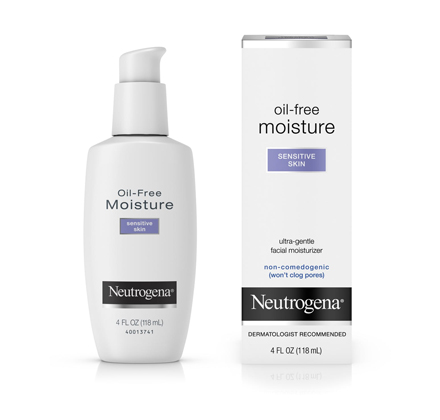 Oil-Free
Moisture
sensitive
skin
Neutrogena®
4 FL OZ (118 mL)
40013741
oil-free
moisture
SENSITIVE
SKIN
ultra-gentle
facial moisturizer
non-comedogenic
(won't clog pores)
Neutrogena®
DERMATOLOGIST RECOMMENDED
4 FL OZ (118 mL)